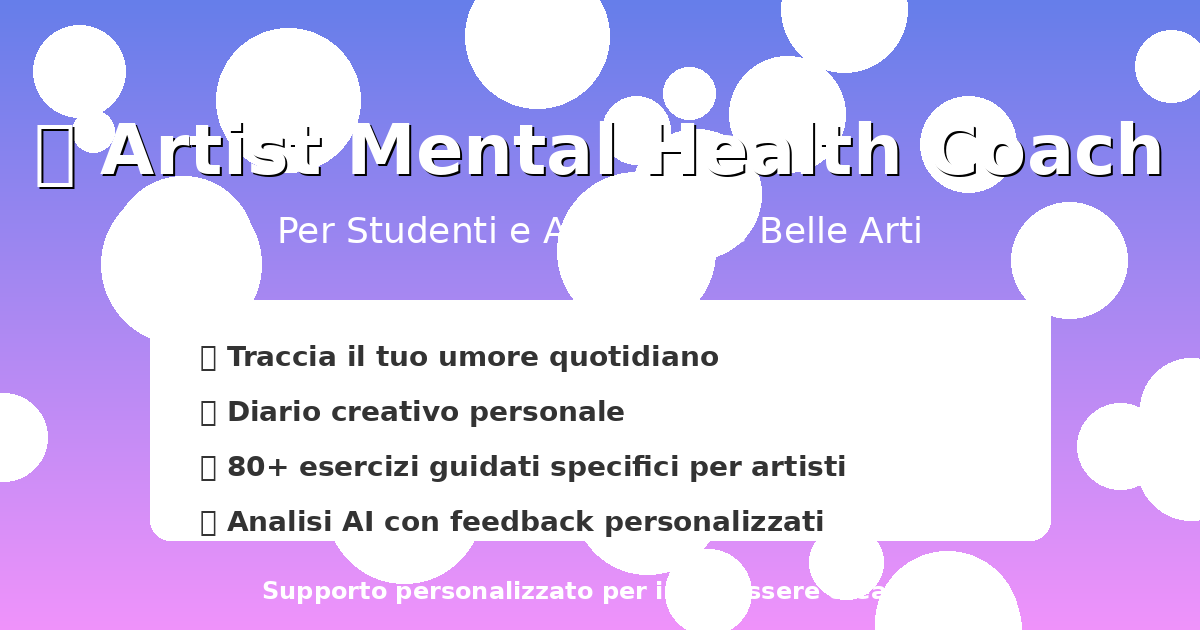 Artist Mental Health Coach
Per Studenti e A Belle Arti
Traccia il tuo umore quotidiano
Diario creativo personale
80+ esercizi guidati specifici per artisti
Analisi AI con feedback personalizzati
Supporto personalizzato per